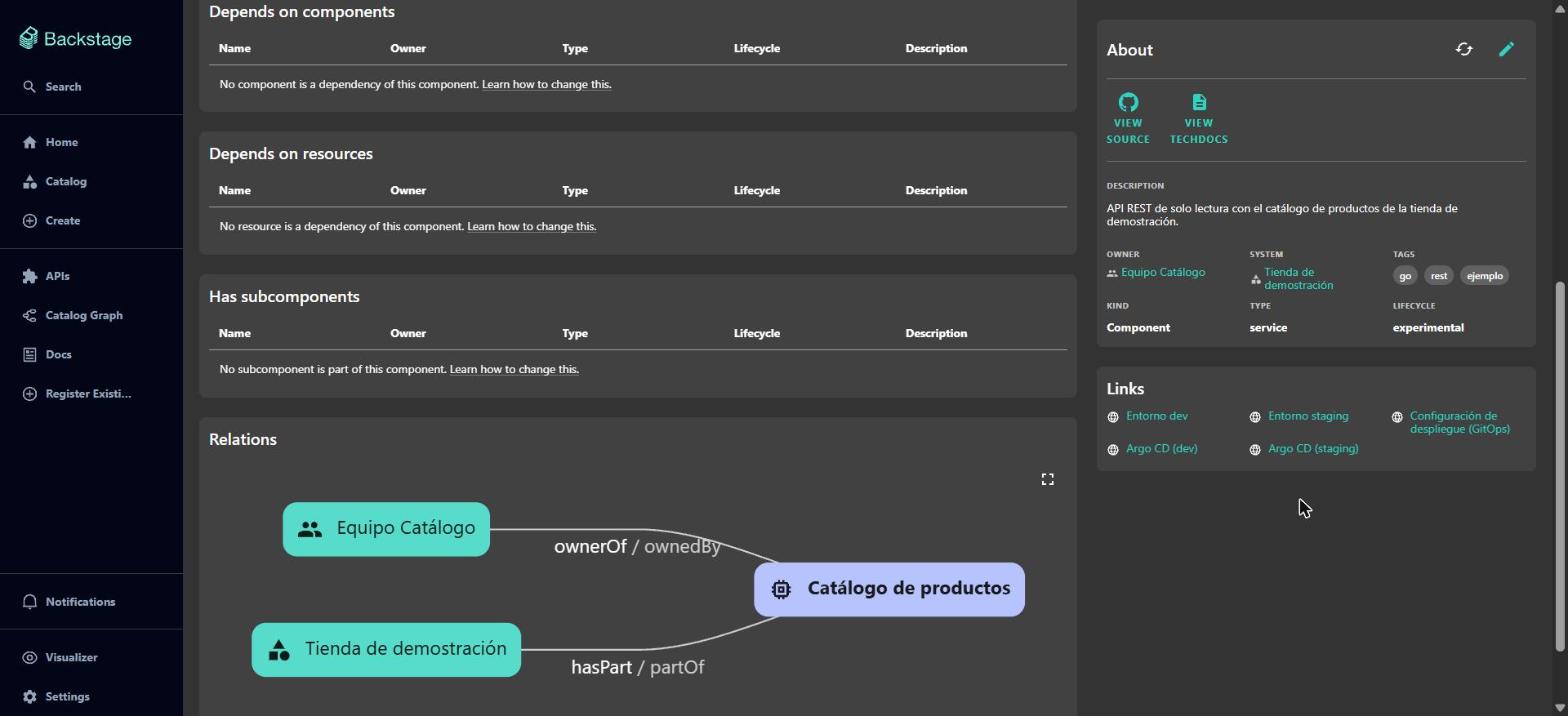 Backstage
Search
Home
Catalog
Create
APIs
Catalog Graph
Docs
Register Existi...
Notifications
Visualizer
Settings
Depends on components
Name Owner Type Lifecycle Description
No component is a dependency of this component. Learn how to change this.
Depends on resources
Name Owner Type Lifecycle Description
No resource is a dependency of this component. Learn how to change this.
Has subcomponents
Name Owner Type Lifecycle Description
No subcomponent is part of this component. Learn how to change this.
Relations
Equipo Catálogo
ownerOf / ownedBy
Catálogo de productos
Tienda de demostración
hasPart / partOf
About
VIEW SOURCE
VIEW TECHDOCS
DESCRIPTION
API REST de solo lectura con el catálogo de productos de la tienda de
demostración.
OWNER SYSTEM TAGS
Equipo Catálogo Tienda de demostración go rest ejemplo
KIND TYPE LIFECYCLE
Component service experimental
Links
Entorno dev Entorno staging Configuración de despliegue (GitOps)
Argo CD (dev) Argo CD (staging)